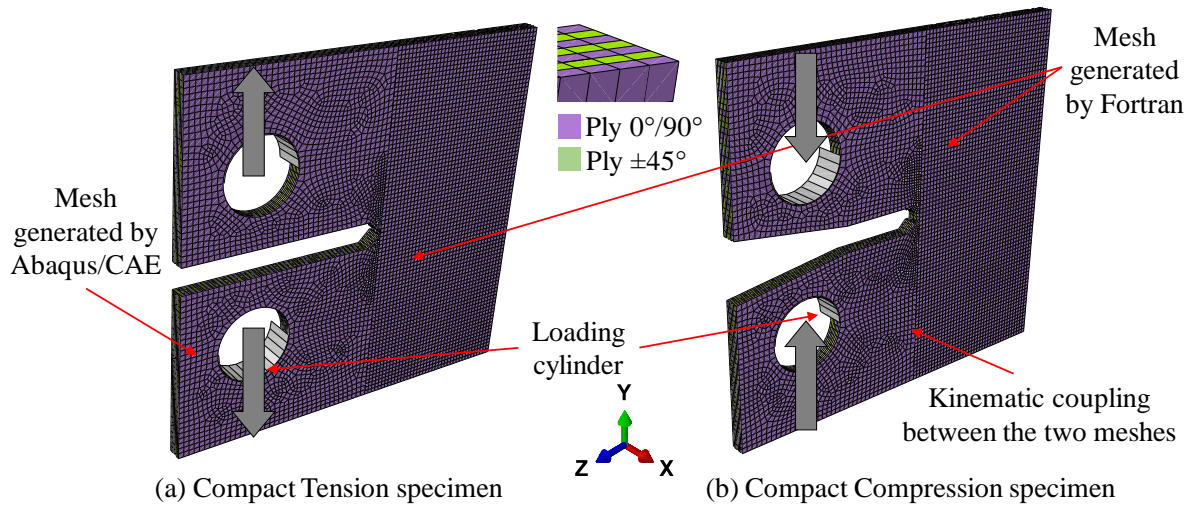 Mesh
generated by
Abaqus/CAE
Ply 0°/90°
Ply ±45°
Mesh
generated
by Fortran
Loading
cylinder
Kinematic coupling
between the two meshes
Y
Z
X
(a) Compact Tension specimen
(b) Compact Compression specimen